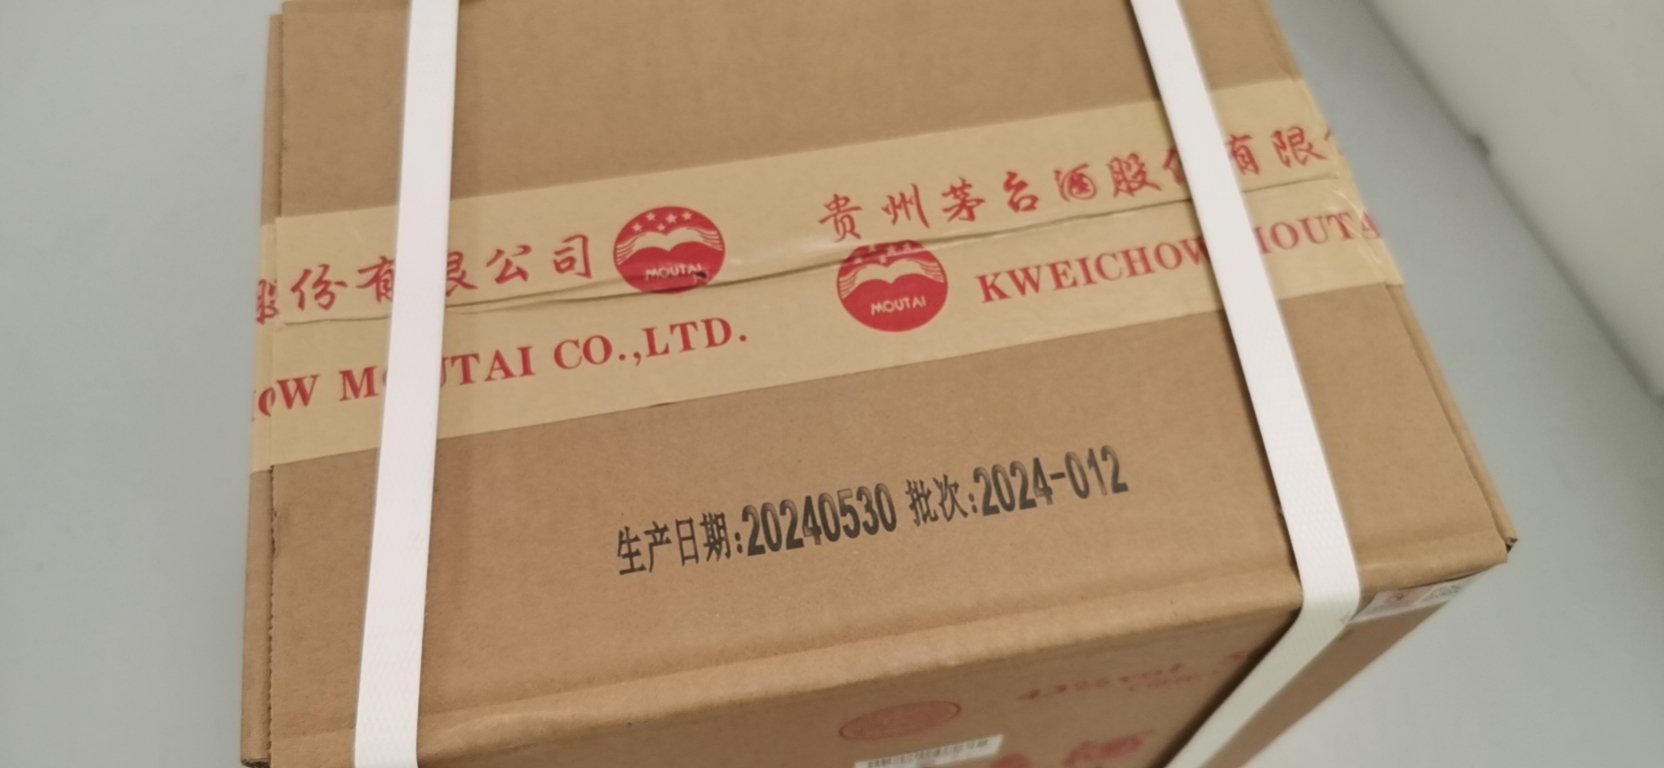 股份有限公司
MOUTAI
贵州茅台酒股份有限
MOUTAI
KWEICHOW MOUTA
OW MOUTAI CO.,LTD.
生产日期:20240530 批次:2024-012